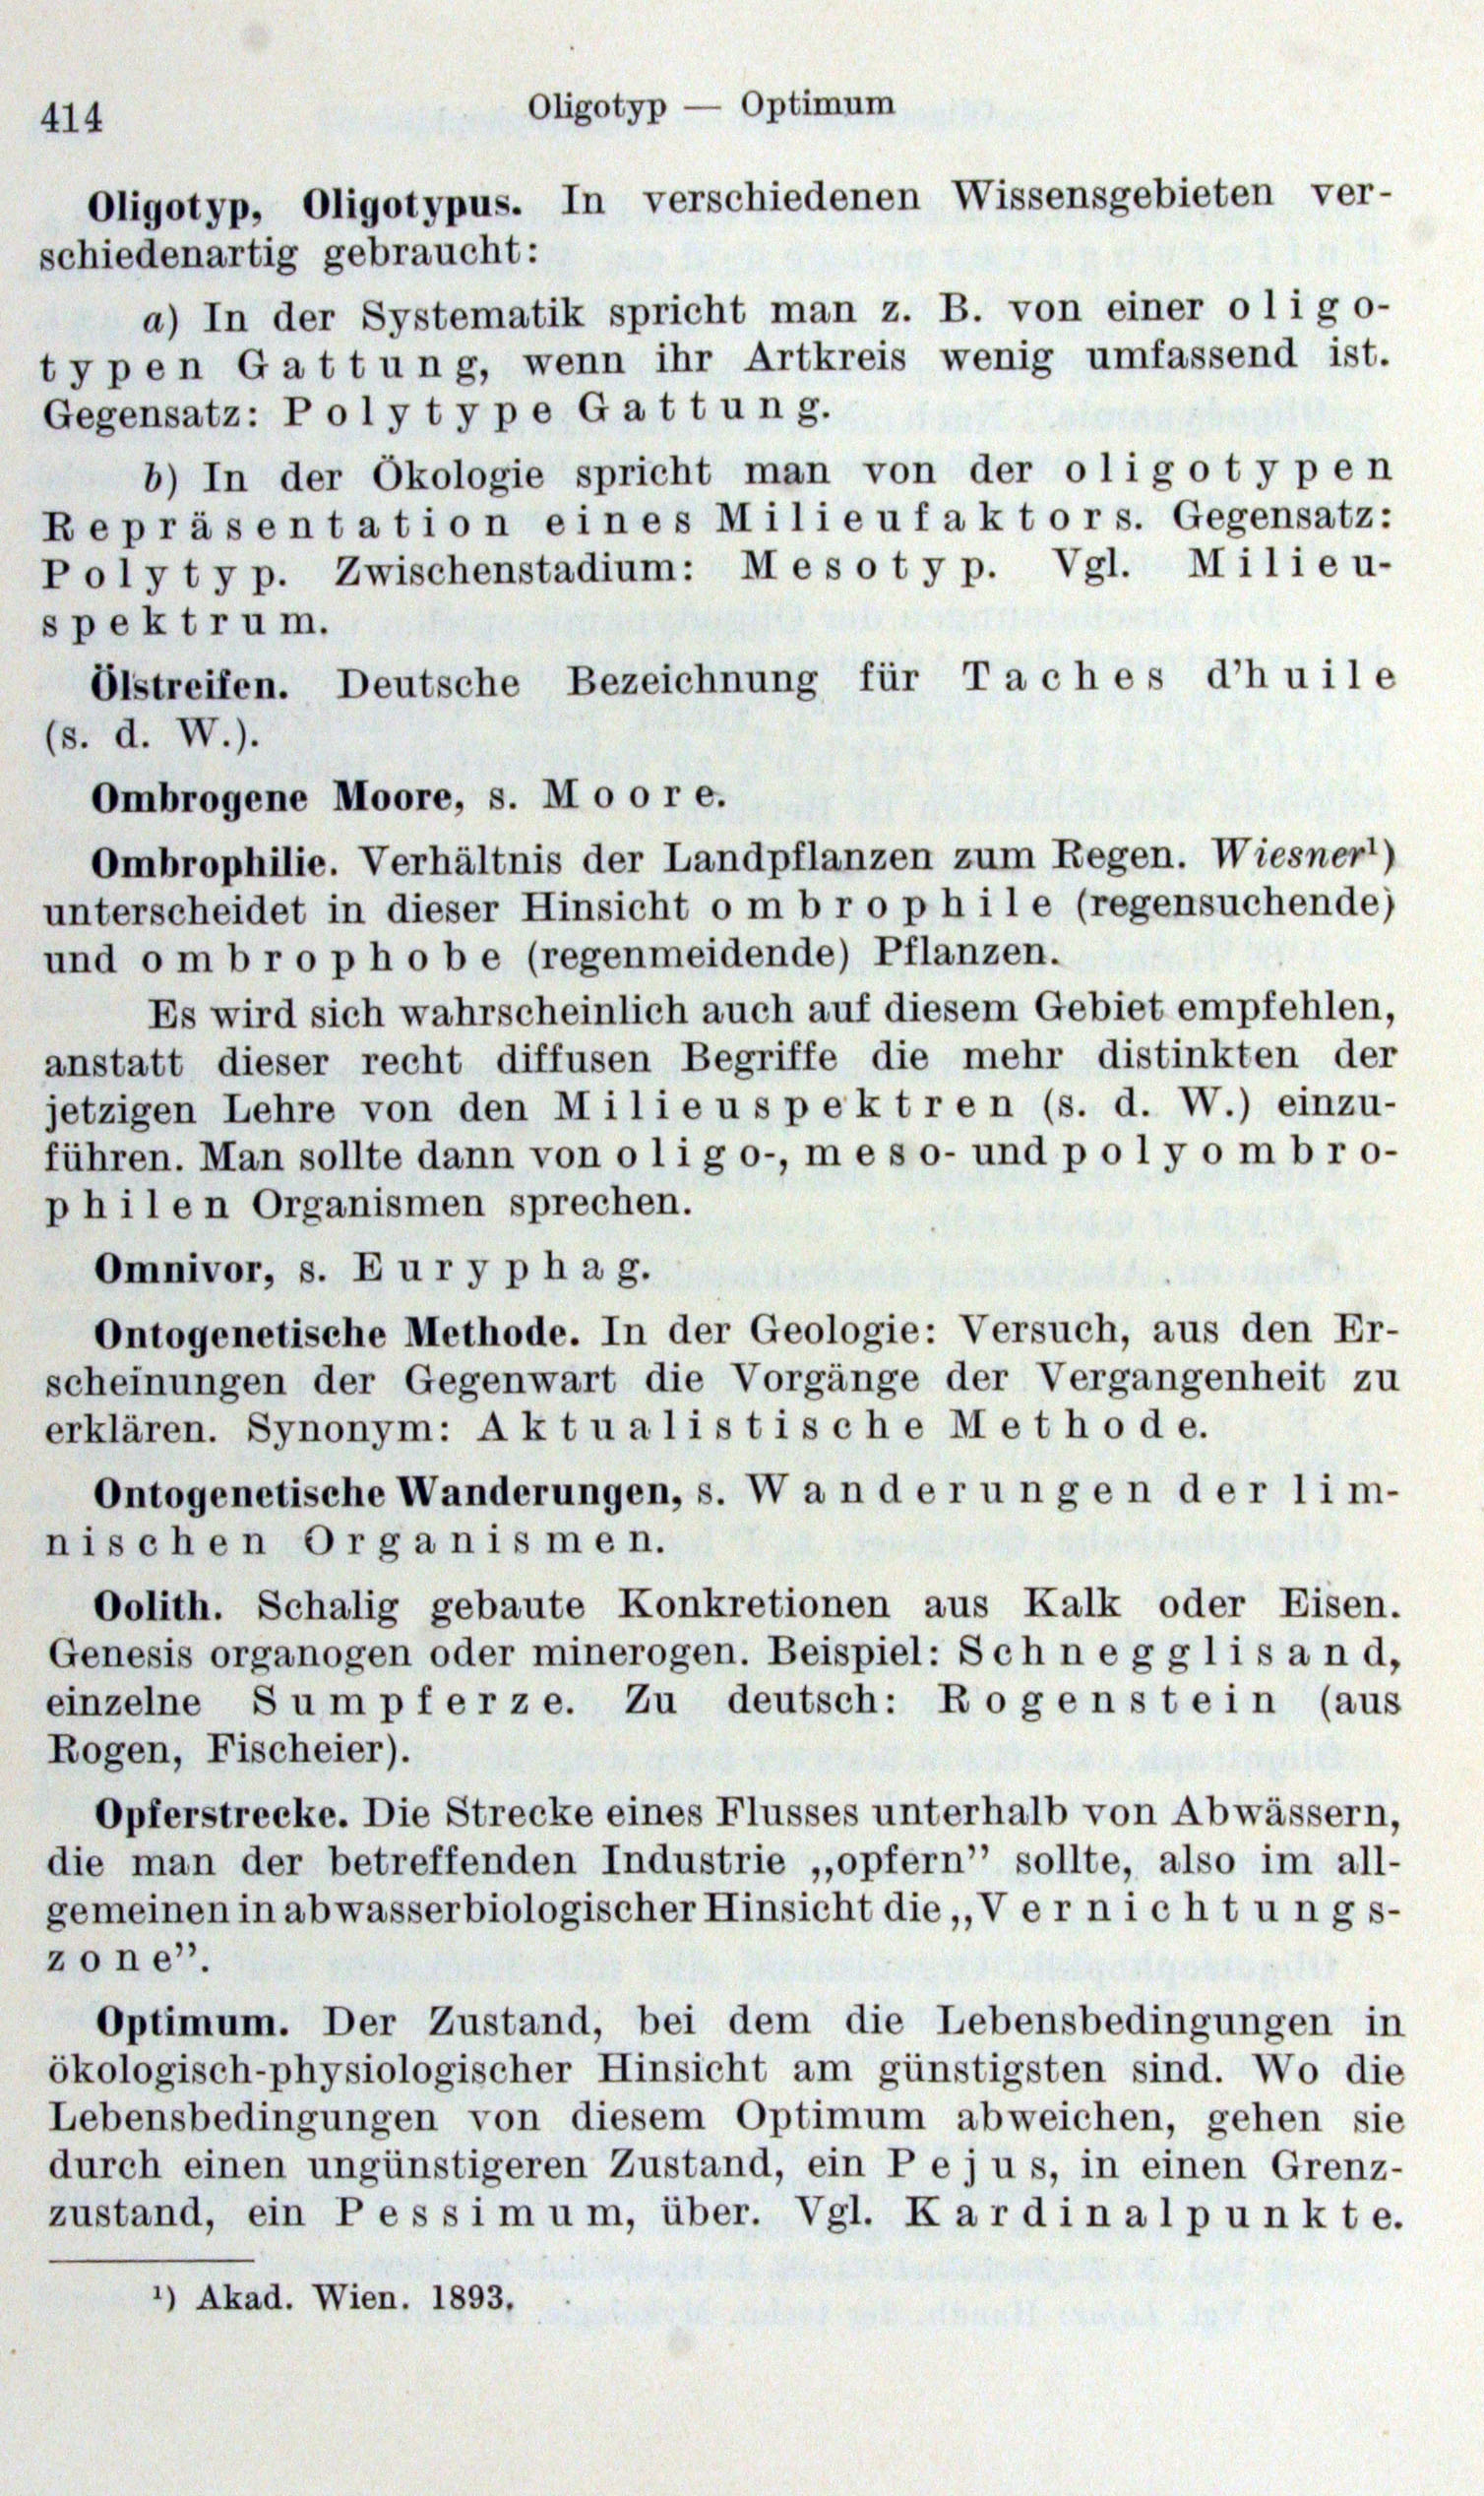 414
Oligotyp — Optimum
Oligotyp, Oligotypus. In verschiedenen Wissensgebieten ver-
schiedenartig gebraucht:
a) In der Systematik spricht man z. B. von einer oligo-
typen Gattung, wenn ihr Artkreis wenig umfassend ist.
Gegensatz: Polytype Gattung.
b) In der Ökologie spricht man von der oligotypen
Repräsentation eines Milieufaktors. Gegensatz:
Polytyp. Zwischenstadium: Mesotyp. Vgl. Milieu-
spektrum.
Ölstreifen. Deutsche Bezeichnung für Taches d'huile
(s. d. W.).
Ombrogene Moore, s. Moore.
Ombrophilie. Verhältnis der Landpflanzen zum Regen. Wiesner¹)
unterscheidet in dieser Hinsicht ombrophile (regensuchende)
und ombrophobe (regenmeidende) Pflanzen.
Es wird sich wahrscheinlich auch auf diesem Gebiet empfehlen,
anstatt dieser recht diffusen Begriffe die mehr distinkten der
jetzigen Lehre von den Milieuspektren (s. d. W.) einzu-
führen. Man sollte dann von oligo-, meso- und polyombro-
philen Organismen sprechen.
Omnivor, s. Euryphag.
Ontogenetische Methode. In der Geologie: Versuch, aus den Er-
scheinungen der Gegenwart die Vorgänge der Vergangenheit zu
erklären. Synonym: Aktualistische Methode.
Ontogenetische Wanderungen, s. Wanderungen der lim-
nischen Organismen.
Oolith. Schalig gebaute Konkretionen aus Kalk oder Eisen.
Genesis organogen oder minerogen. Beispiel: Schnegglisand,
einzelne Sumpferze. Zu deutsch: Rogenstein (aus
Rogen, Fischeier).
Opferstrecke. Die Strecke eines Flusses unterhalb von Abwässern,
die man der betreffenden Industrie „opfern” sollte, also im all-
gemeinen in abwasserbiologischer Hinsicht die „Vernichtungs-
zone”.
Optimum. Der Zustand, bei dem die Lebensbedingungen in
ökologisch-physiologischer Hinsicht am günstigsten sind. Wo die
Lebensbedingungen von diesem Optimum abweichen, gehen sie
durch einen ungünstigeren Zustand, ein Pejus, in einen Grenz-
zustand, ein Pessimum, über. Vgl. Kardinalpunkte.
¹) Akad. Wien. 1893.